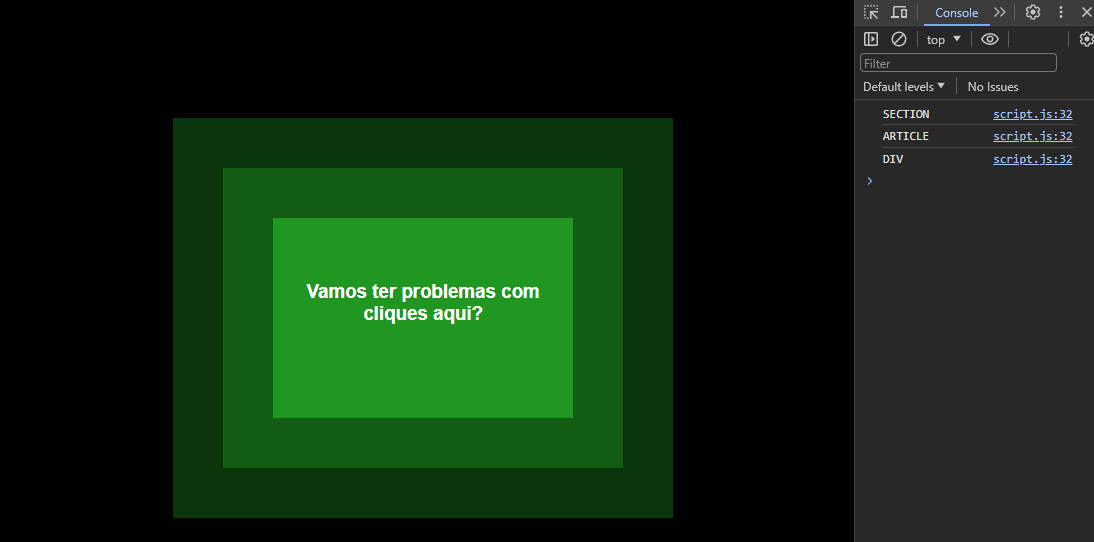 Vamos ter problemas com
cliques aqui?
Console
top
Filter
Default levels
No Issues
SECTION script.js:32
ARTICLE script.js:32
DIV script.js:32